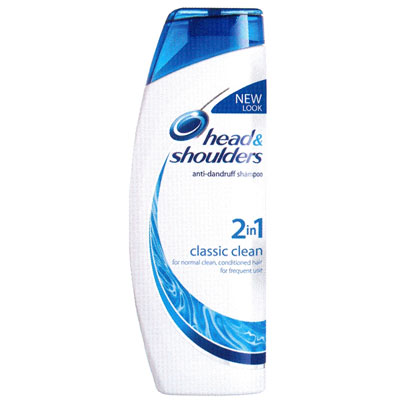 NEW
LOOK
head&
shoulders
anti-dandruff shampoo
2in1
classic clean
for normal clean, conditioned hair
for frequent use